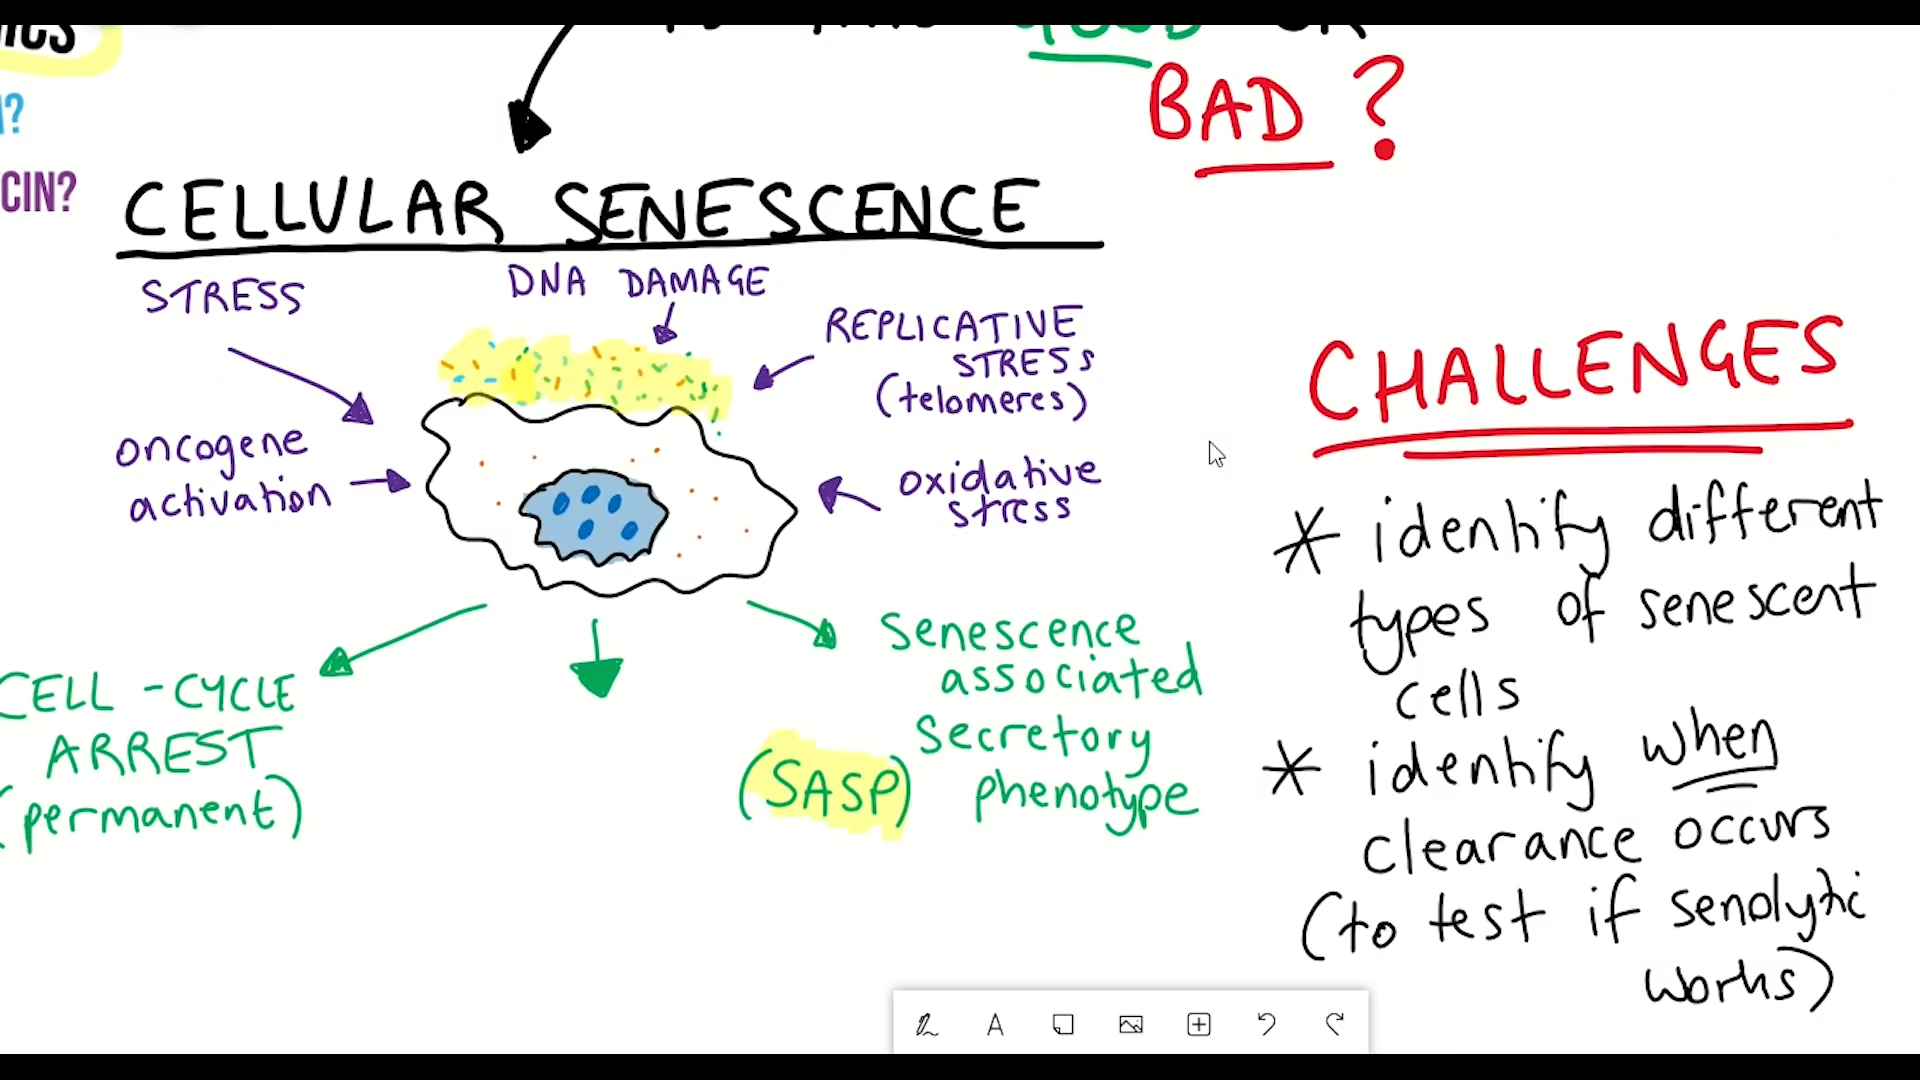 GOOD OR
BAD ?
CIN?
CELLULAR SENESCENCE
STRESS
DNA DAMAGE
REPLICATIVE
STRESS
(telomeres)
oncogene
activation
oxidative
stress
CELL-CYCLE
ARREST
(permanent)
Senescence
associated
Secretory
phenotype
(SASP)
CHALLENGES
* identify different
types of senescent
cells
* identify when
clearance occurs
(to test if senolytic
works)
A